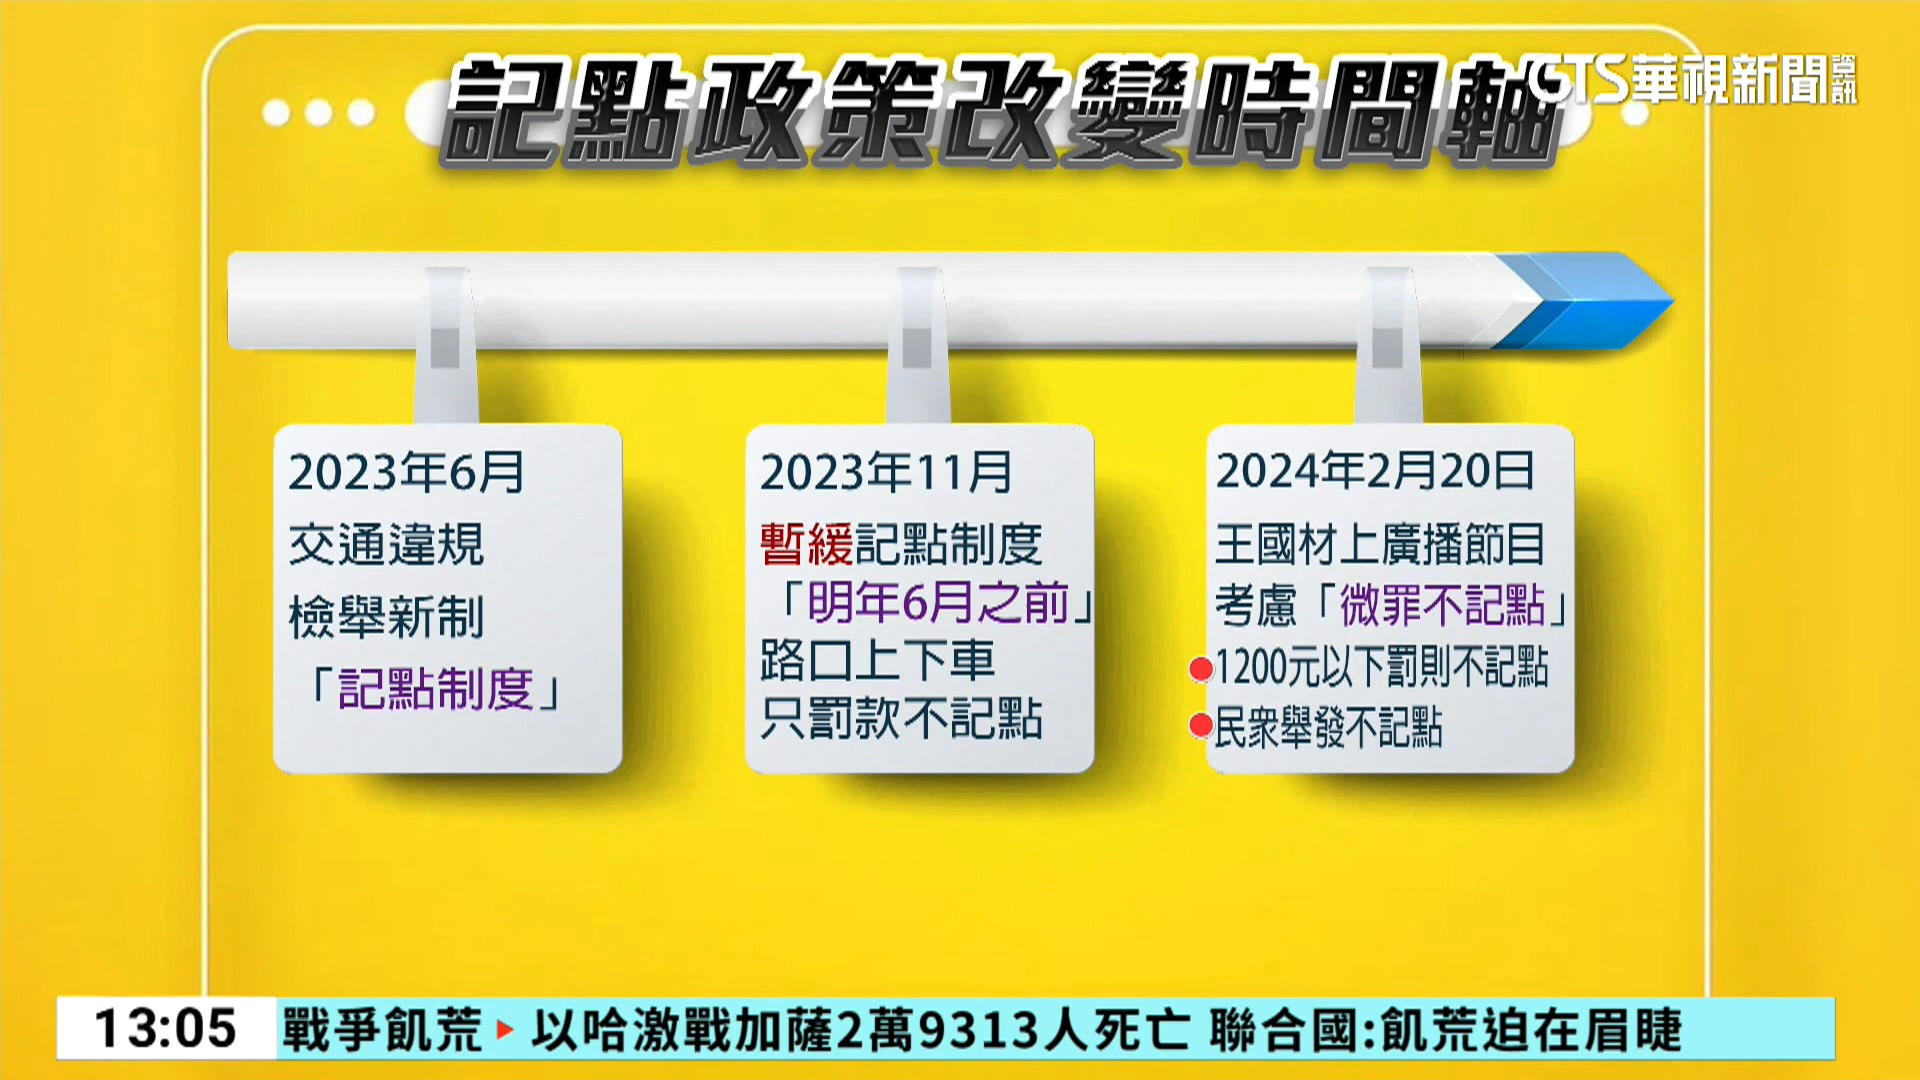 記點政策改變時間軸
CTS華視新聞資訊
2023年6月
交通違規
檢舉新制
「記點制度」
2023年11月
暫緩記點制度
「明年6月之前」
路口上下車
只罰款不記點
2024年2月20日
王國材上廣播節目
考慮「微罪不記點」
1200元以下罰則不記點
民眾舉發不記點
13:05
戰爭飢荒▸以哈激戰加薩2萬9313人死亡 聯合國:飢荒迫在眉睫